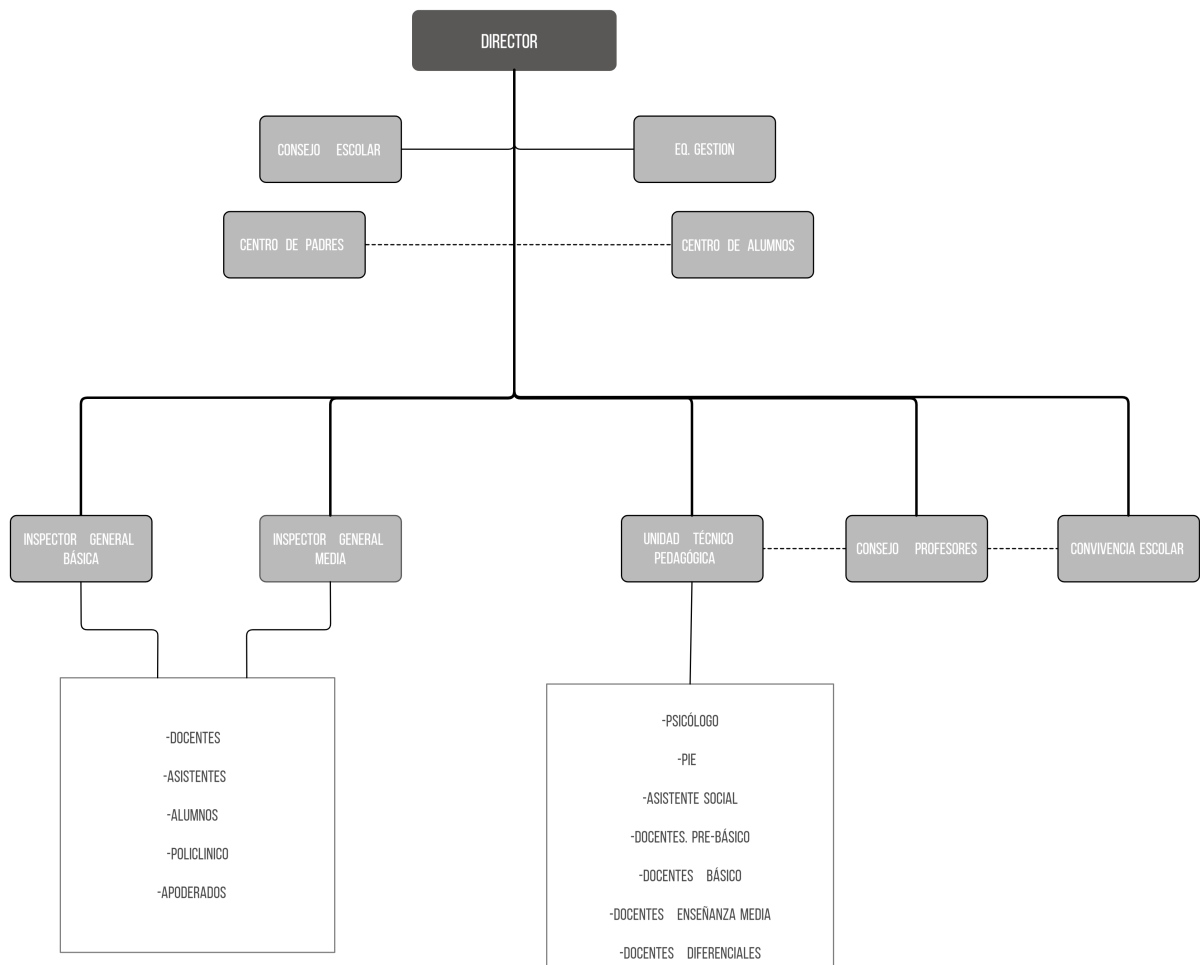 DIRECTOR
CONSEJO ESCOLAR
EQ. GESTION
CENTRO DE PADRES
CENTRO DE ALUMNOS
INSPECTOR GENERAL
BÁSICA
INSPECTOR GENERAL
MEDIA
UNIDAD TÉCNICO
PEDAGÓGICA
CONSEJO PROFESORES
CONVIVENCIA ESCOLAR
-DOCENTES
-ASISTENTES
-ALUMNOS
-POLICLINICO
-APODERADOS
-PSICÓLOGO
-PIE
-ASISTENTE SOCIAL
-DOCENTES. PRE-BÁSICO
-DOCENTES BÁSICO
-DOCENTES ENSEÑANZA MEDIA
-DOCENTES DIFERENCIALES